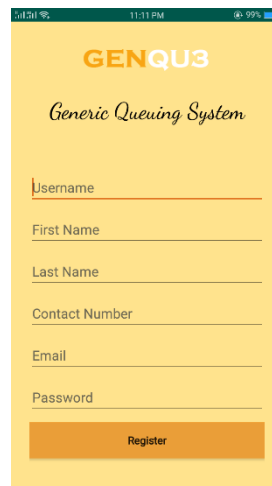 11:11 PM
99%
GENQU3
Generic Queuing System
Username
First Name
Last Name
Contact Number
Email
Password
Register